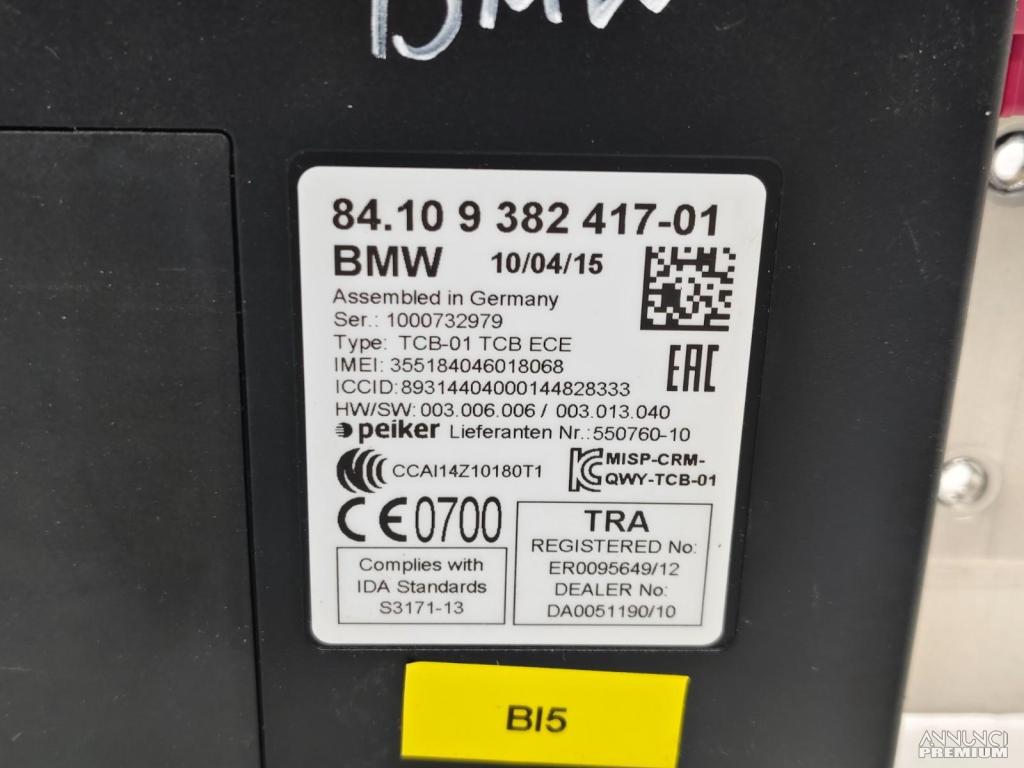 BMW
84.10 9 382 417-01
BMW 10/04/15
Assembled in Germany
Ser.: 1000732979
Type: TCB-01 TCB ECE
IMEI: 355184046018068
ICCID:89314404000144828333
HW/SW: 003.006.006 / 003.013.040
peiker Lieferanten Nr.:550760-10
EAC
CCAI14Z10180T1
MISP-CRM-
QWY-TCB-01
CE0700
Complies with
IDA Standards
S3171-13
TRA
REGISTERED No:
ER0095649/12
DEALER No:
DA0051190/10
BI5
ANNUNCI
PREMIUM